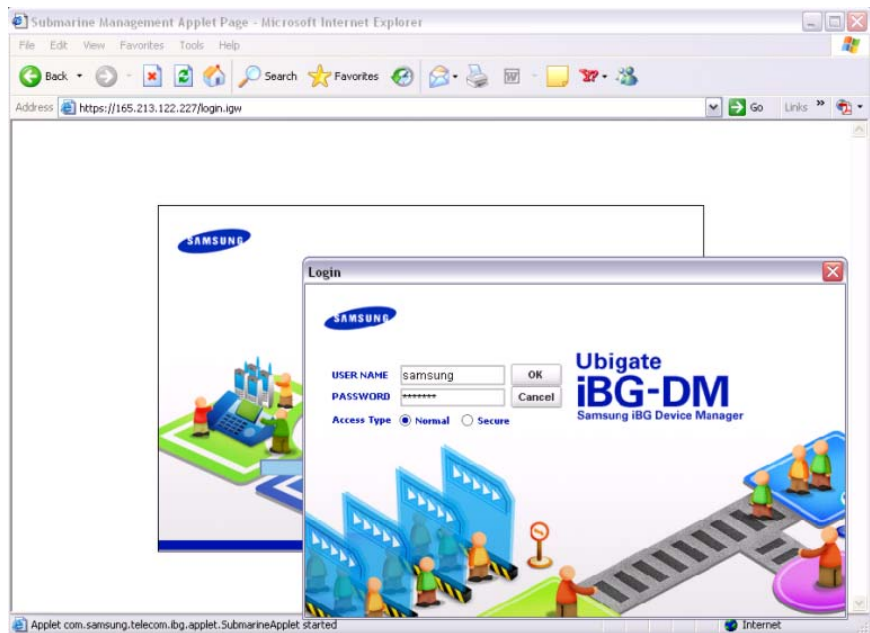 Submarine Management Applet Page - Microsoft Internet Explorer
File Edit View Favorites Tools Help
Back Search Favorites
Address https://165.213.122.227/login.igw Go Links »
SAMSUNG
Login
SAMSUNG
USER NAME samsung OK
PASSWORD ******* Cancel
Access Type Normal Secure
Ubigate
iBG-DM
Samsung iBG Device Manager
Applet com.samsung.telecom.ibg.applet.SubmarineApplet started Internet